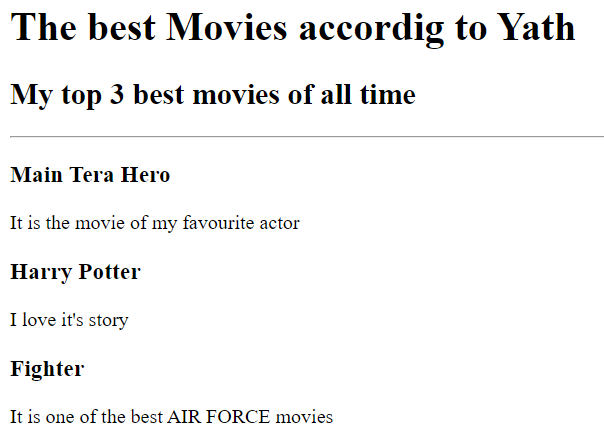 The best Movies accordig to Yath
My top 3 best movies of all time
Main Tera Hero
It is the movie of my favourite actor
Harry Potter
I love it's story
Fighter
It is one of the best AIR FORCE movies